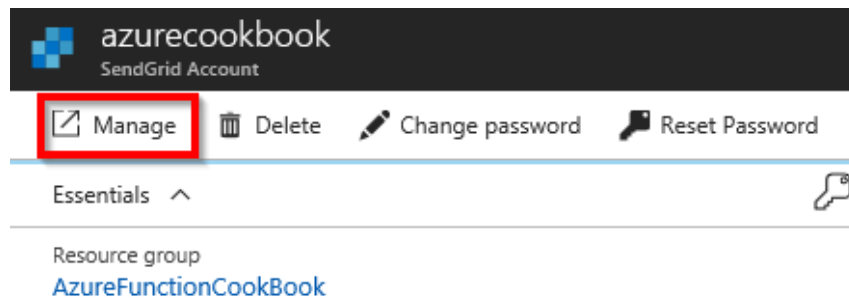 azurecookbook
SendGrid Account
Manage Delete Change password Reset Password
Essentials
Resource group
AzureFunctionCookBook